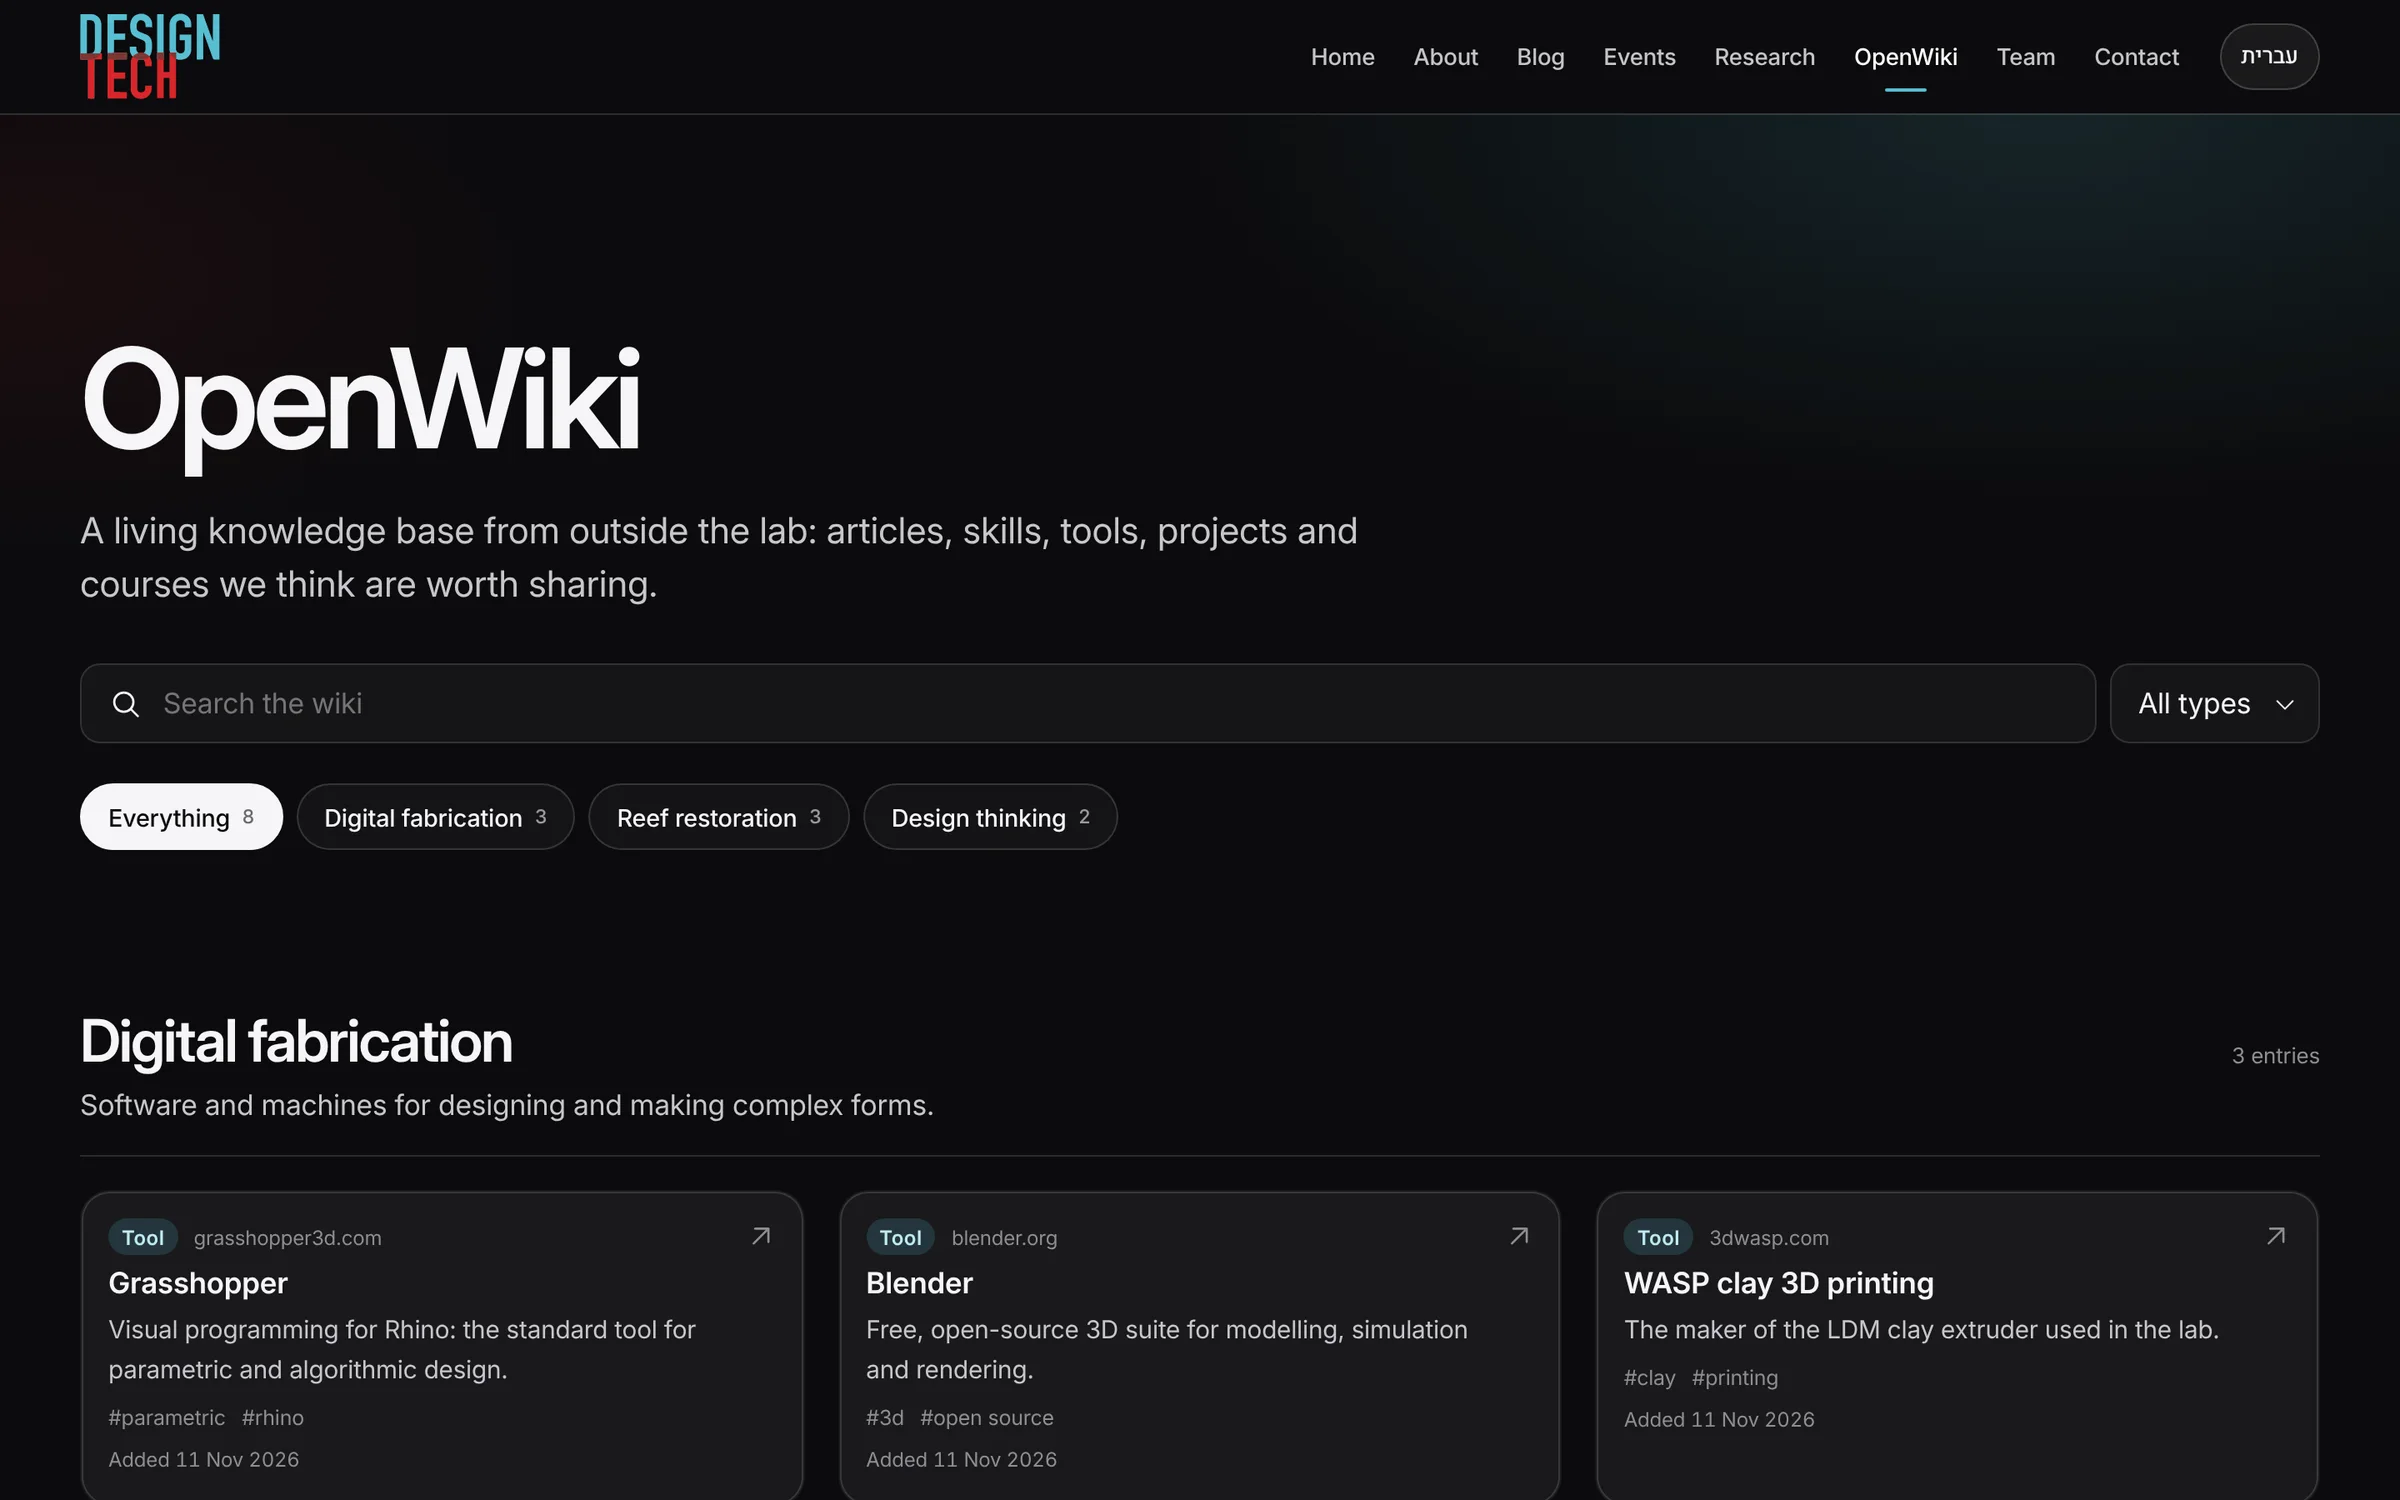 DESIGN
TECH
Home About Blog Events Research OpenWiki Team Contact עברית
OpenWiki
A living knowledge base from outside the lab: articles, skills, tools, projects and
courses we think are worth sharing.
Search the wiki
All types
Everything 8 Digital fabrication 3 Reef restoration 3 Design thinking 2
Digital fabrication
3 entries
Software and machines for designing and making complex forms.
Tool grasshopper3d.com
Grasshopper
Visual programming for Rhino: the standard tool for
parametric and algorithmic design.
#parametric #rhino
Added 11 Nov 2026
Tool blender.org
Blender
Free, open-source 3D suite for modelling, simulation
and rendering.
#3d #open source
Added 11 Nov 2026
Tool 3dwasp.com
WASP clay 3D printing
The maker of the LDM clay extruder used in the lab.
#clay #printing
Added 11 Nov 2026